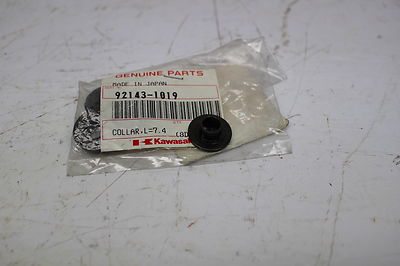 GENUINE PARTS
MADE IN JAPAN
92143-1019
COLLAR,L=7.4
Kawasaki